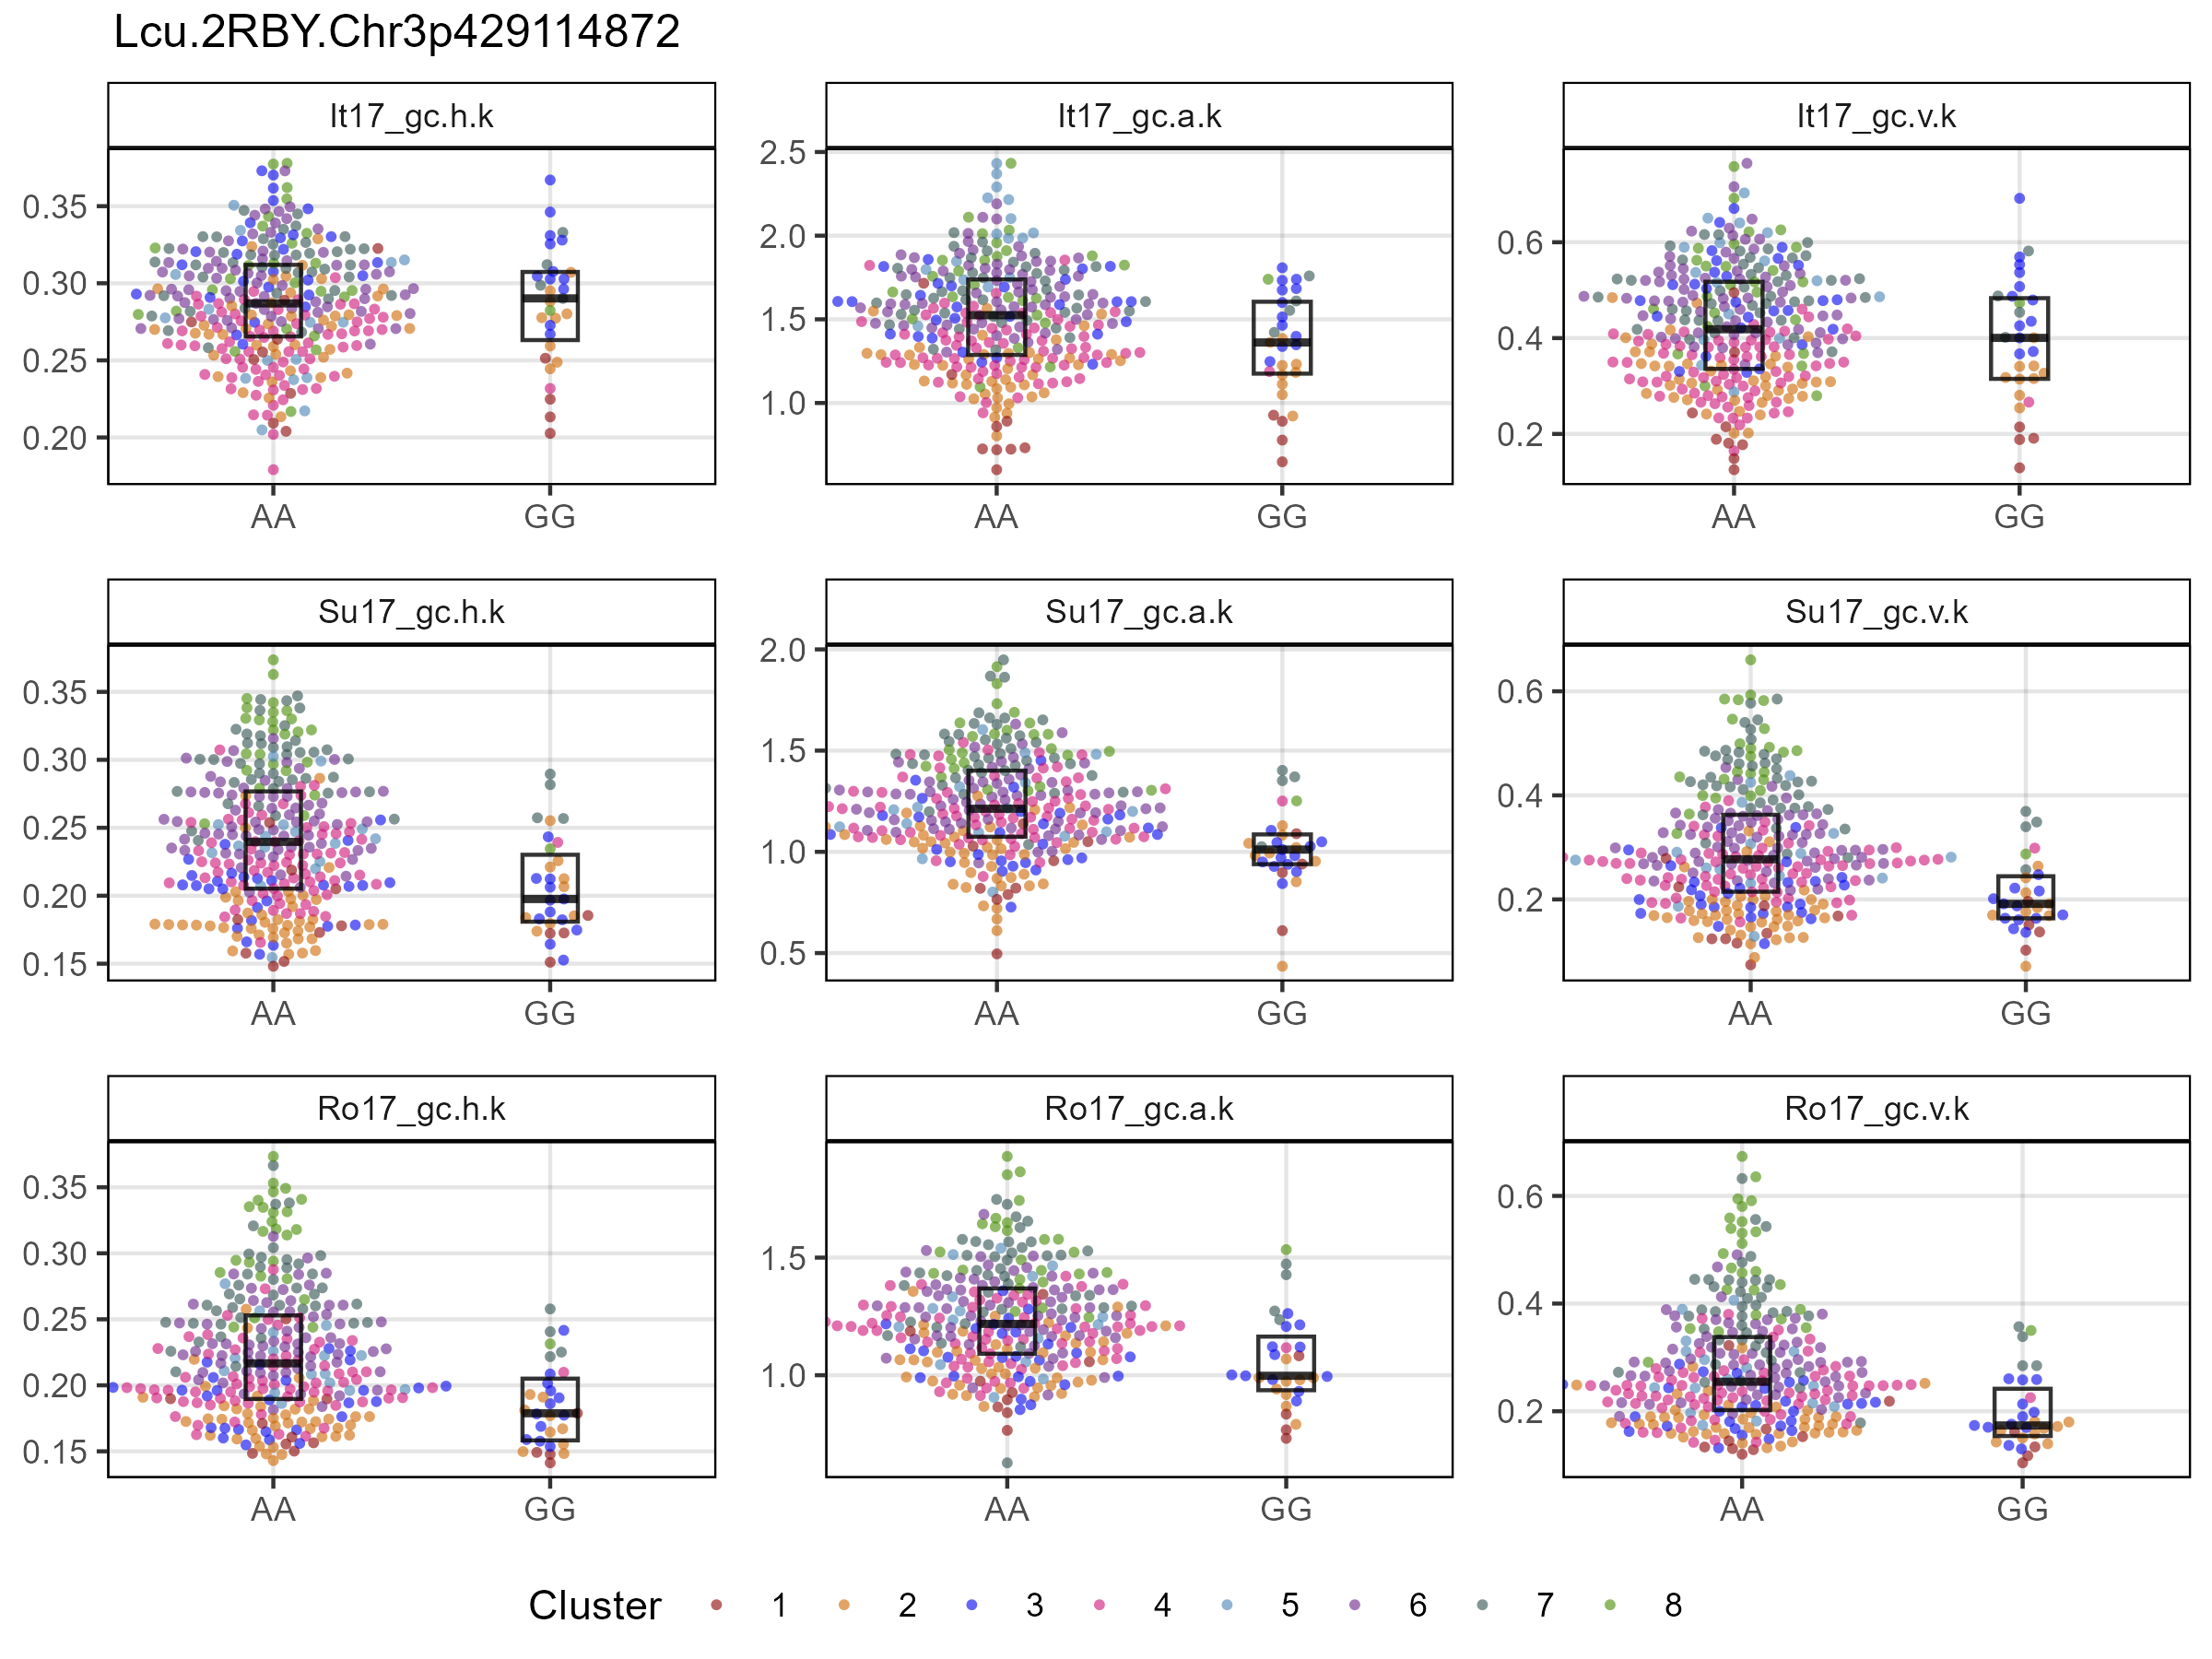 Lcu.2RBY.Chr3p429114872
It17_gc.h.k
It17_gc.a.k
It17_gc.v.k
0.35
0.30
0.25
0.20
AA GG
2.5
2.0
1.5
1.0
AA GG
0.6
0.4
0.2
AA GG
Su17_gc.h.k
Su17_gc.a.k
Su17_gc.v.k
0.35
0.30
0.25
0.20
0.15
AA GG
2.0
1.5
1.0
0.5
AA GG
0.6
0.4
0.2
AA GG
Ro17_gc.h.k
Ro17_gc.a.k
Ro17_gc.v.k
0.35
0.30
0.25
0.20
0.15
AA GG
1.5
1.0
AA GG
0.6
0.4
0.2
AA GG
Cluster 1 2 3 4 5 6 7 8